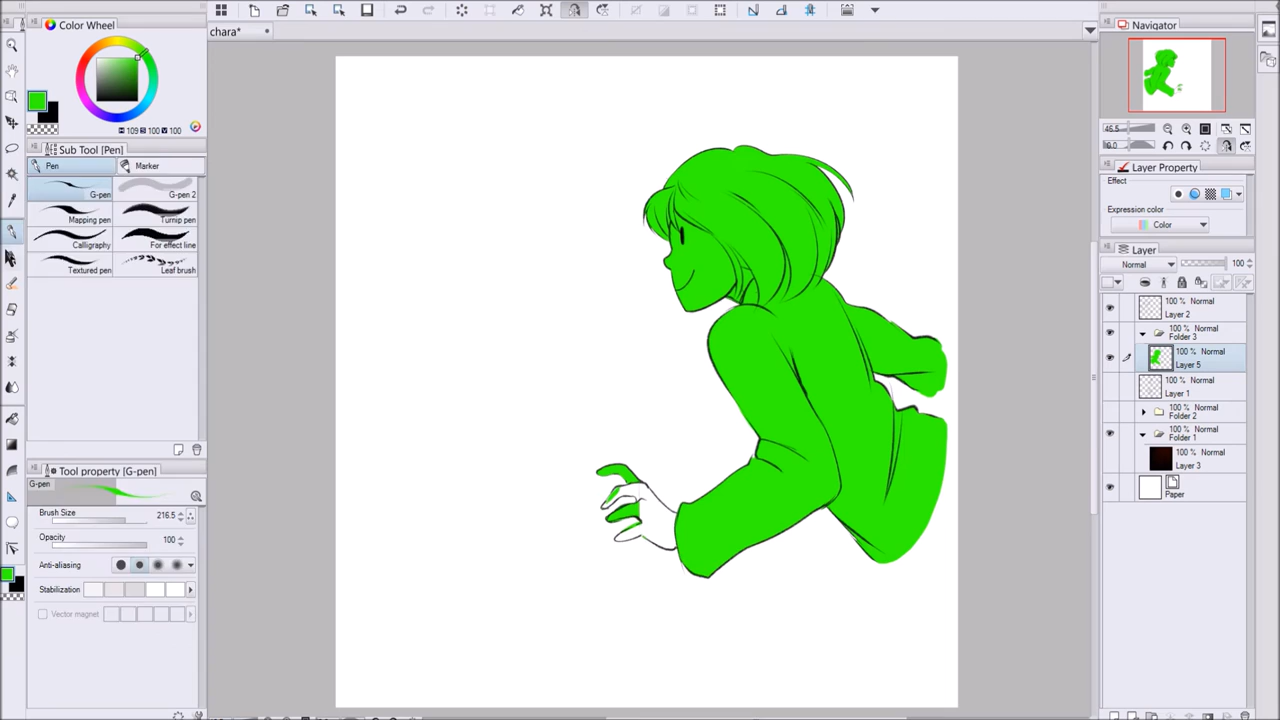 Color Wheel
chara*
109 S 100 V 100
Sub Tool [Pen]
Pen
Marker
G-pen
G-pen 2
Mapping pen
Turnip pen
Calligraphy
For effect line
Textured pen
Leaf brush
Tool property [G-pen]
G-pen
Brush Size
216.5
Opacity
100
Anti-aliasing
Stabilization
Vector magnet
Navigator
46.5
Layer Property
Effect
Expression color
Color
Layer
Normal
100
100 % Normal
Layer 2
100 % Normal
Folder 3
100 % Normal
Layer 5
100 % Normal
Layer 1
100 % Normal
Folder 2
100 % Normal
Folder 1
100 % Normal
Layer 3
Paper